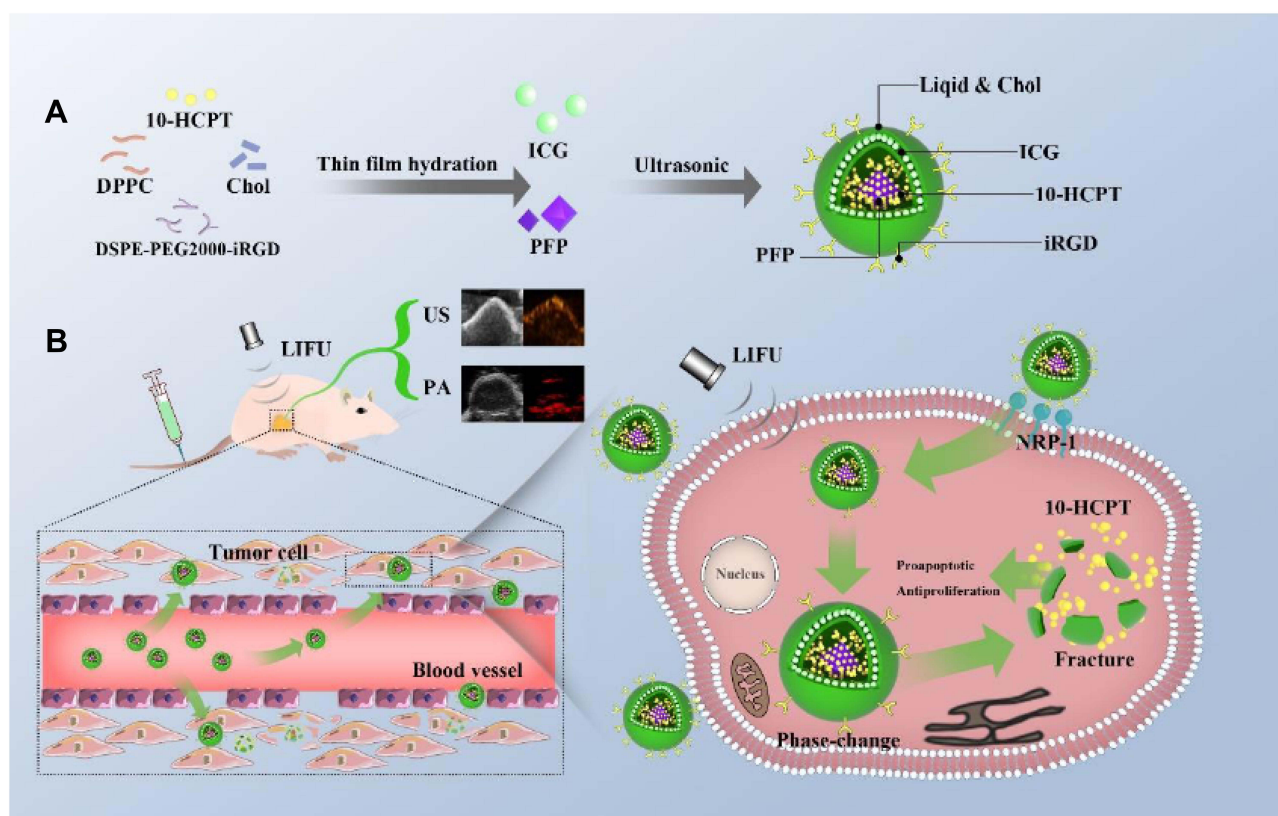 A
10-HCPT
DPPC
Chol
DSPE-PEG2000-iRGD
Thin film hydration
ICG
PFP
Ultrasonic
Liqid & Chol
ICG
10-HCPT
iRGD
PFP
B
LIFU
US
PA
Tumor cell
Blood vessel
LIFU
NRP-1
10-HCPT
Nucleus
Proapoptotic
Antiproliferation
Fracture
Phase-change